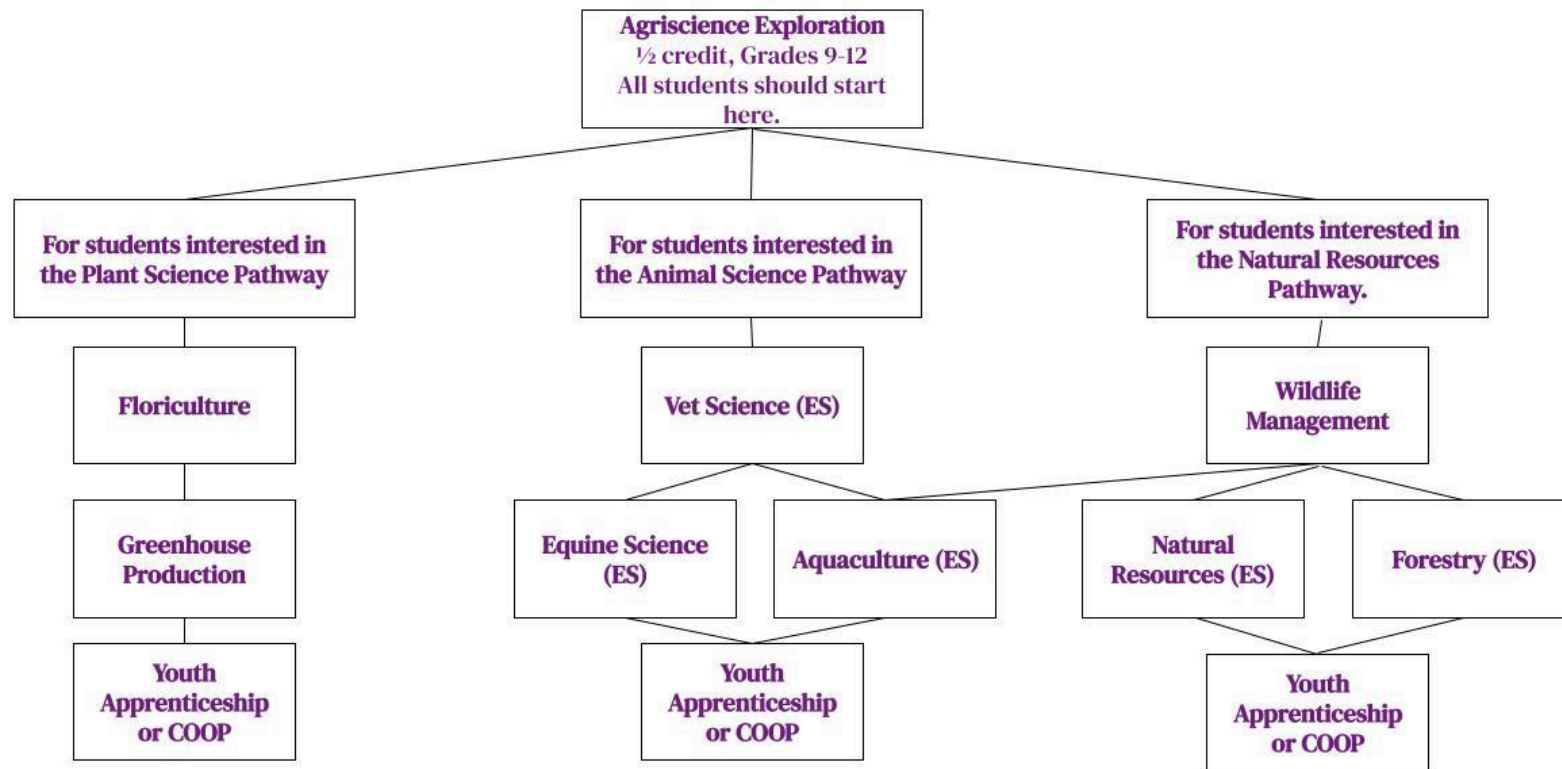 Agriscience Exploration
½ credit, Grades 9-12
All students should start
here.
For students interested in
the Plant Science Pathway
For students interested in
the Animal Science Pathway
For students interested in
the Natural Resources
Pathway.
Floriculture
Vet Science (ES)
Wildlife
Management
Greenhouse
Production
Equine Science
(ES)
Aquaculture (ES)
Natural
Resources (ES)
Forestry (ES)
Youth
Apprenticeship
or COOP
Youth
Apprenticeship
or COOP
Youth
Apprenticeship
or COOP